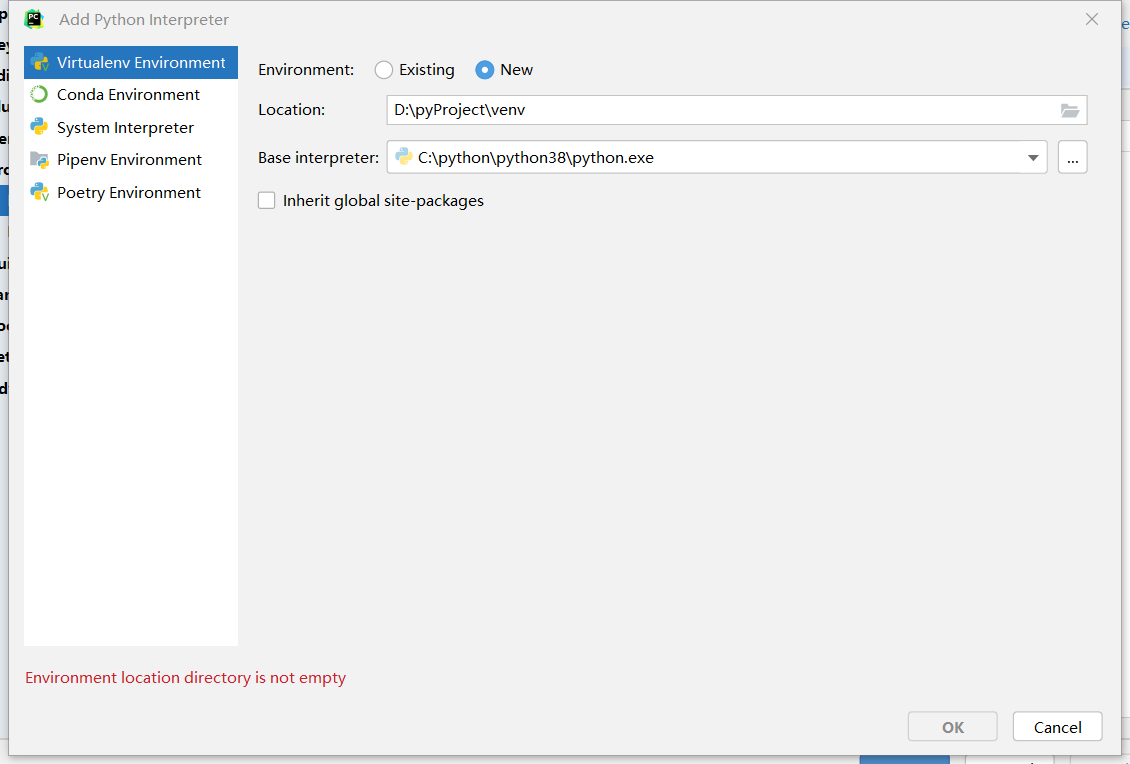 PC
Add Python Interpreter
Virtualenv Environment
Conda Environment
System Interpreter
Pipenv Environment
Poetry Environment
Environment: Existing New
Location: D:\pyProject\venv
Base interpreter: C:\python\python38\python.exe ...
Inherit global site-packages
Environment location directory is not empty
OK Cancel